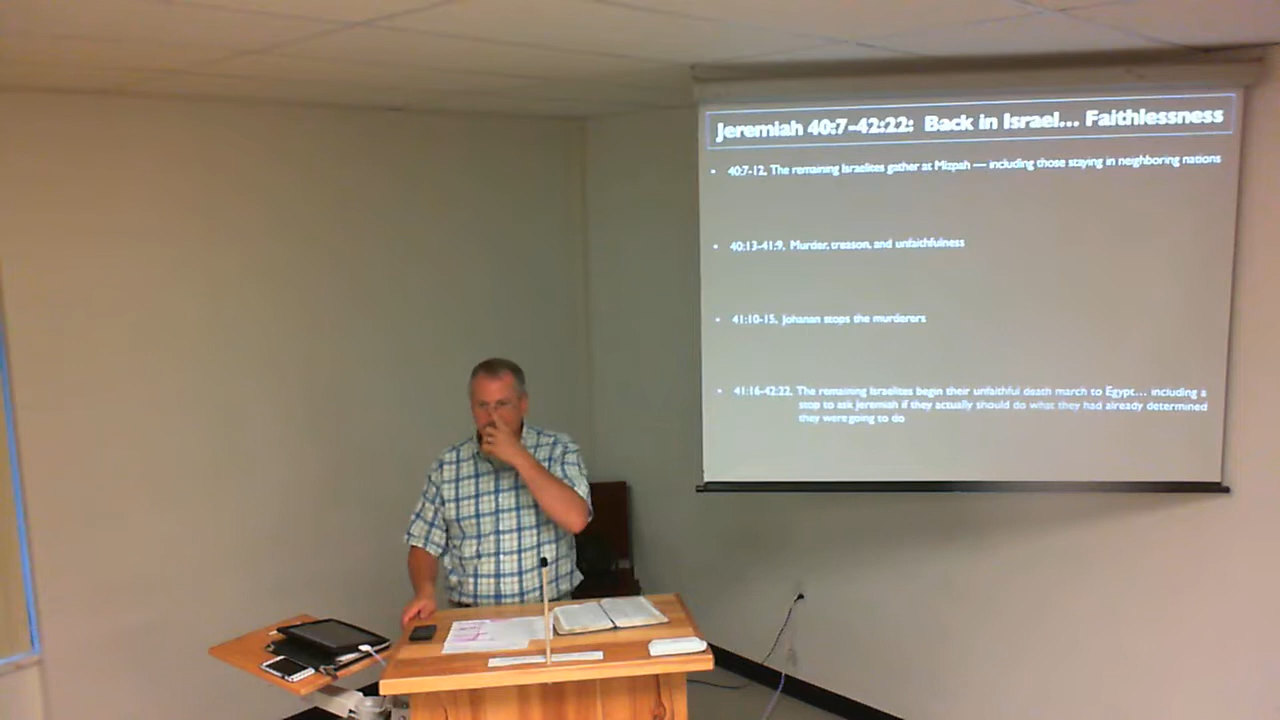 Jeremiah 40:7-42:22: Back in Israel... Faithlessness
• 40:7-12, The remaining Israelites gather at Mizpah — including those staying in neighboring nations
• 40:13-41:9, Murder, treason, and unfaithfulness
• 41:10-15, Johanan stops the murderers
• 41:16-42:22, The remaining Israelites begin their unfaithful death march to Egypt... including a
stop to ask Jeremiah if they actually should do what they had already determined
they were going to do